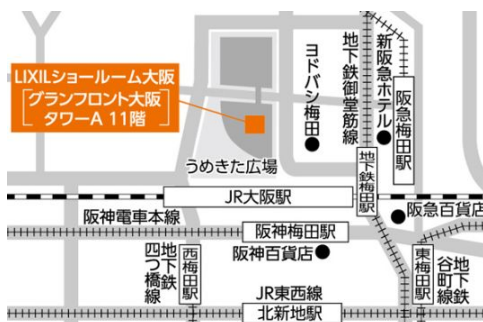 LIXILショールーム大阪
グランフロント大阪
タワーA 11階
うめきた広場
ヨドバシ梅田
地下鉄御堂筋線
新阪急ホテル
阪急梅田駅
地下鉄梅田駅
JR大阪駅
阪急百貨店
阪神電車本線
阪神梅田駅
阪神百貨店
地下鉄
四つ橋線
西梅田駅
東梅田駅
地下鉄
谷町線
JR東西線
北新地駅